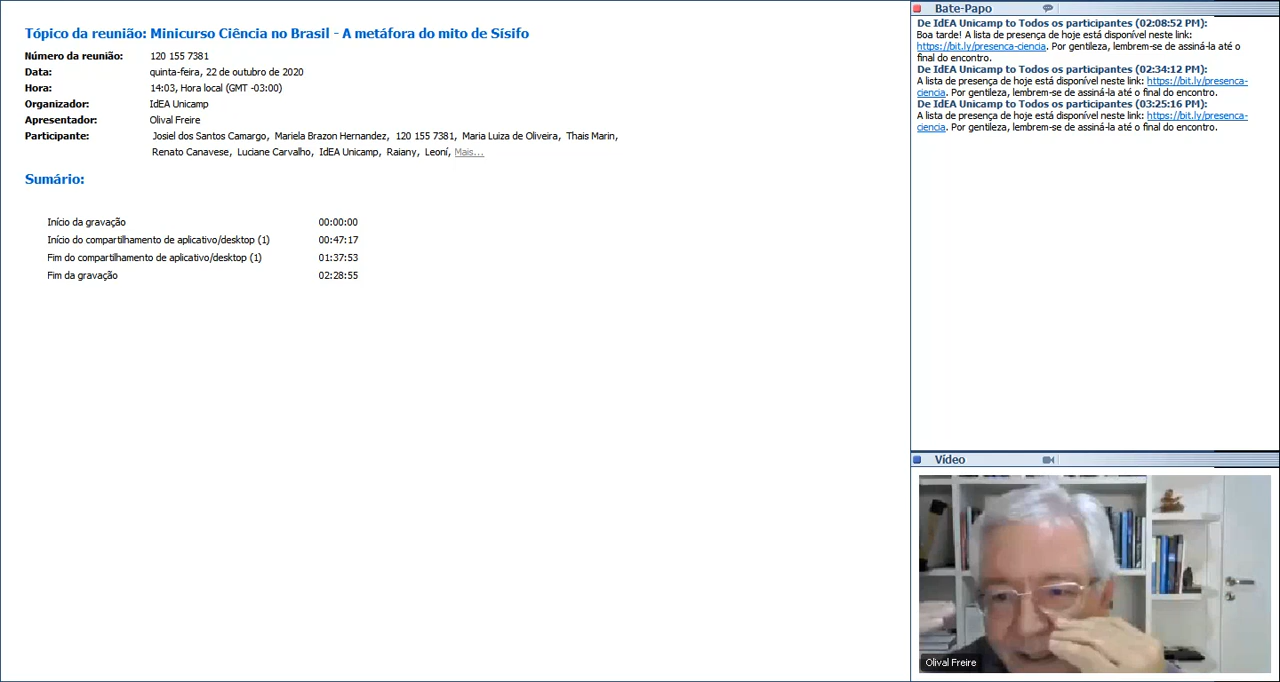 Tópico da reunião: Minicurso Ciência no Brasil - A metáfora do mito de Sísifo
Número da reunião: 120 155 7381
Data: quinta-feira, 22 de outubro de 2020
Hora: 14:03, Hora local (GMT -03:00)
Organizador: IdEA Unicamp
Apresentador: Olival Freire
Participante: Josiel dos Santos Camargo, Mariela Brazon Hernandez, 120 155 7381, Maria Luiza de Oliveira, Thais Marin,
Renato Canavese, Luciane Carvalho, IdEA Unicamp, Raiany, Leoní, Mais...
Sumário:
Início da gravação 00:00:00
Início do compartilhamento de aplicativo/desktop (1) 00:47:17
Fim do compartilhamento de aplicativo/desktop (1) 01:37:53
Fim da gravação 02:28:55
Bate-Papo
De IdEA Unicamp to Todos os participantes (02:08:52 PM):
Boa tarde! A lista de presença de hoje está disponível neste link:
https://bit.ly/presenca-ciencia. Por gentileza, lembrem-se de assiná-la até o
final do encontro.
De IdEA Unicamp to Todos os participantes (02:34:12 PM):
A lista de presença de hoje está disponível neste link: https://bit.ly/presenca-
ciencia. Por gentileza, lembrem-se de assiná-la até o final do encontro.
De IdEA Unicamp to Todos os participantes (03:25:16 PM):
A lista de presença de hoje está disponível neste link: https://bit.ly/presenca-
ciencia. Por gentileza, lembrem-se de assiná-la até o final do encontro.
Vídeo
Olival Freire